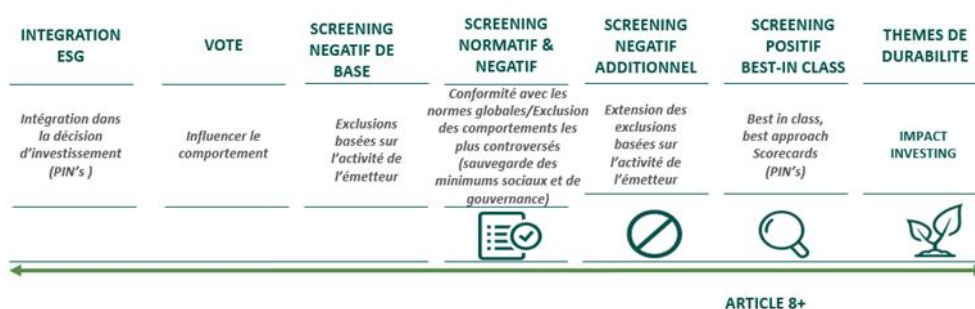 INTEGRATION
ESG
VOTE
SCREENING
NEGATIF DE
BASE
SCREENING
NORMATIF &
NEGATIF
SCREENING
NEGATIF
ADDITIONNEL
SCREENING
POSITIF
BEST-IN CLASS
THEMES DE
DURABILITE
Intégration dans
la décision
d'investissement
(PIN's )
Influencer le
comportement
Exclusions
basées sur
l'activité de
l'émetteur
Conformité avec les
normes globales/Exclusion
des comportements les
plus controversés
(sauvegarde des
minimums sociaux et de
gouvernance)
Extension des
exclusions
basées sur
l'activité de
l'émetteur
Best in class,
best approach
Scorecards
(PIN's)
IMPACT
INVESTING
ARTICLE 8+